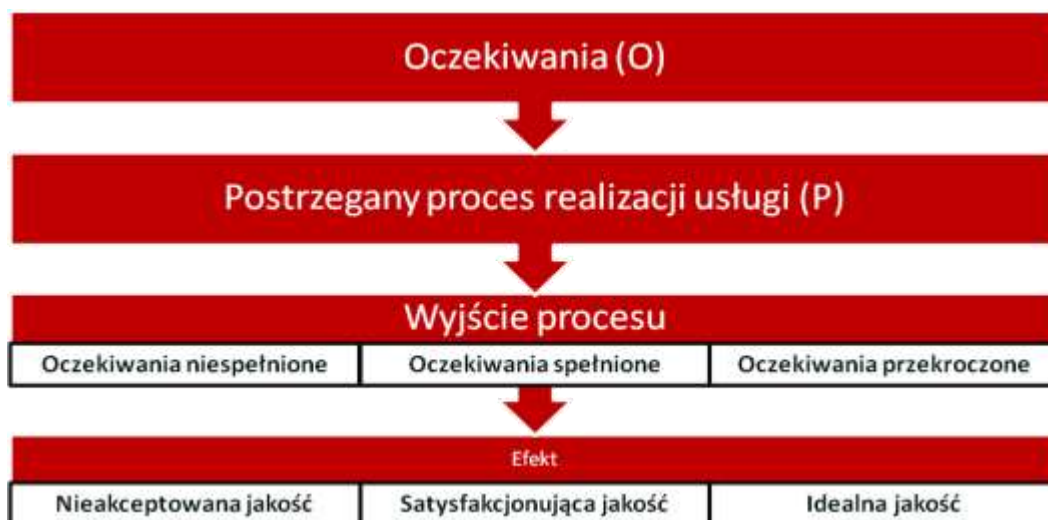 Oczekiwania (O)
Postrzegany proces realizacji usługi (P)
Wyjście procesu
Oczekiwania niespełnione Oczekiwania spełnione Oczekiwania przekroczone
Efekt
Nieakceptowana jakość Satysfakcjonująca jakość Idealna jakość